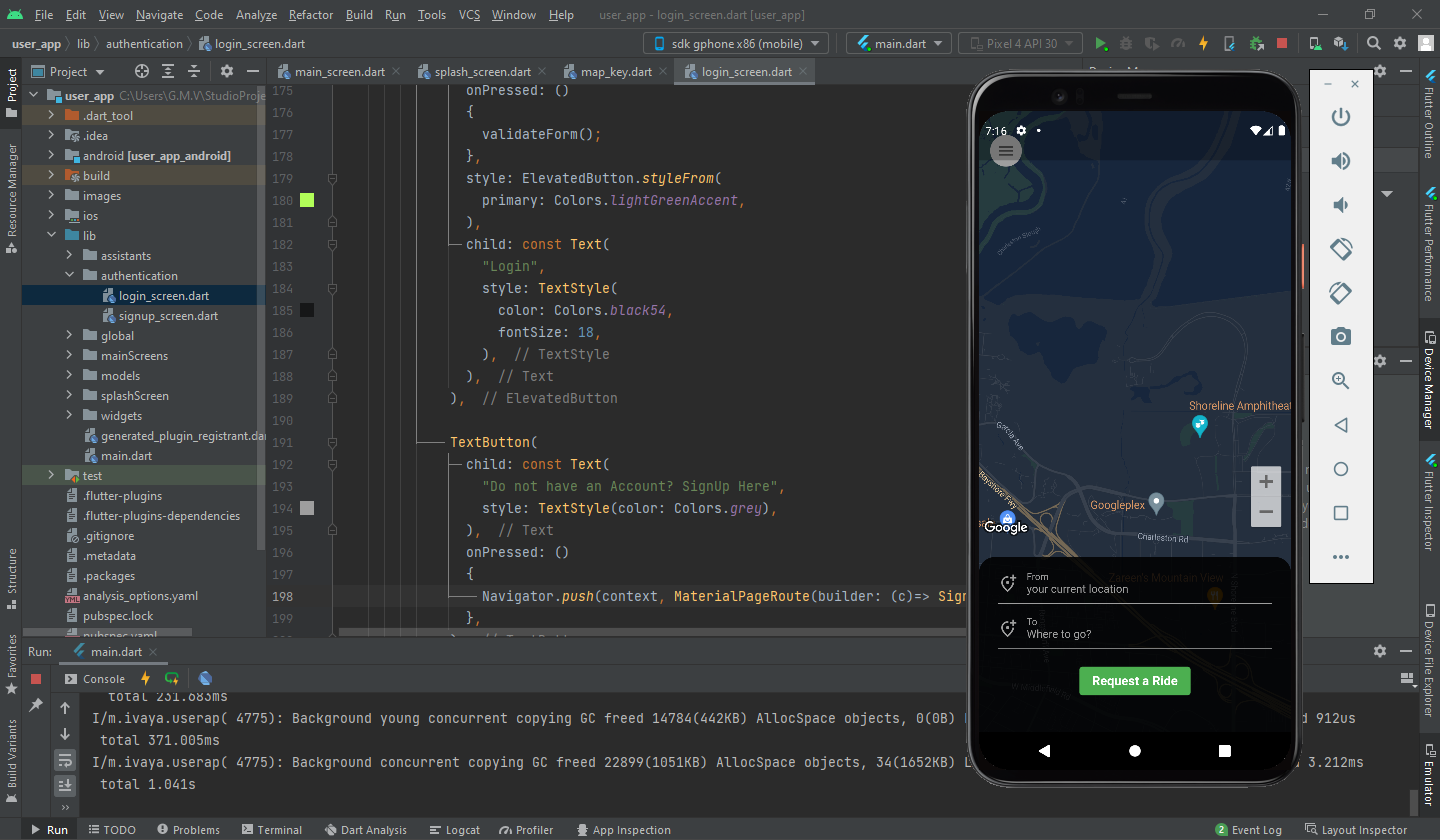 File Edit View Navigate Code Analyze Refactor Build Run Tools VCS Window Help user_app - login_screen.dart [user_app]
user_app lib authentication login_screen.dart sdk gphone x86 (mobile) main.dart Pixel 4 API 30
Project main_screen.dart splash_screen.dart map_key.dart login_screen.dart
user_app C:\Users\G.M.V\StudioProje
.dart_tool
.idea
android [user_app_android]
build
images
ios
lib
assistants
authentication
login_screen.dart
signup_screen.dart
global
mainScreens
models
splashScreen
widgets
generated_plugin_registrant.dar
main.dart
test
.flutter-plugins
.flutter-plugins-dependencies
.gitignore
.metadata
.packages
analysis_options.yaml
pubspec.lock
pubspec.yaml
175 onPressed: ()
176 {
177 validateForm();
178 },
179 style: ElevatedButton.styleFrom(
180 primary: Colors.lightGreenAccent,
181 ),
182 child: const Text(
183 "Login",
184 style: TextStyle(
185 color: Colors.black54,
186 fontSize: 18,
187 ), // TextStyle
188 ), // Text
189 ), // ElevatedButton
190
191 TextButton(
192 child: const Text(
193 "Do not have an Account? SignUp Here",
194 style: TextStyle(color: Colors.grey),
195 ), // Text
196 onPressed: ()
197 {
198 Navigator.push(context, MaterialPageRoute(builder: (c)=> Sign
199 },
7:16
Shoreline Amphitheat
Garcia Ave
Bayshore Fwy
Googleplex
Google
Charleston Rd
Zareen's Mountain View
From
your current location
To
Where to go?
Request a Ride
Project
Resource Manager
Structure
Favorites
Build Variants
Flutter Outline
Flutter Performance
Device Manager
Flutter Inspector
Device File Explorer
Emulator
Run: main.dart
Console
total 231.683ms
I/m.ivaya.userap( 4775): Background young concurrent copying GC freed 14784(442KB) AllocSpace objects, 0(0B) 912us
total 371.005ms
I/m.ivaya.userap( 4775): Background concurrent copying GC freed 22899(1051KB) AllocSpace objects, 34(1652KB) 3.212ms
total 1.041s
Run TODO Problems Terminal Dart Analysis Logcat Profiler App Inspection 2 Event Log Layout Inspector